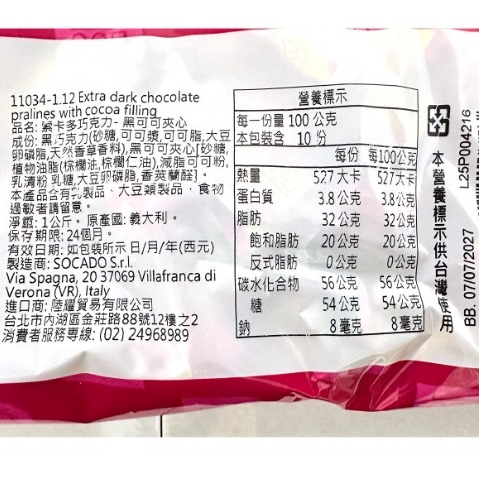 11034-1.12 Extra dark chocolate
pralines with cocoa filling
品名: 索卡多巧克力- 黑可可夾心
成份: 黑巧克力(砂糖,可可漿,可可脂,大豆
卵磷脂,天然香草香料),黑可可夾心[砂糖,
植物油脂(棕櫚油,棕櫚仁油),減脂可可粉,
乳清粉,乳糖,大豆卵磷脂,香莢蘭醛]。
本產品含有乳製品、大豆類製品，食物
過敏者請留意。
淨重: 1公斤。原產國: 義大利。
保存期限: 24個月。
有效日期: 如包裝所示 日/月/年(西元)
製造商: SOCADO S.r.l.
Via Spagna, 20 37069 Villafranca di
Verona (VR), Italy
進口商: 陸耀貿易有限公司
台北市內湖區金莊路88號12樓之2
消費者服務專線: (02) 24968989
營養標示
每一份量 100 公克
本包裝含 10 份
每份 每100公克
熱量 527大卡 527大卡
蛋白質 3.8公克 3.8公克
脂肪 32公克 32公克
飽和脂肪 20公克 20公克
反式脂肪 0公克 0公克
碳水化合物 56公克 56公克
糖 54公克 54公克
鈉 8毫克 8毫克
本營養標示供台灣使用
L25P004216
BB. 07/07/2027